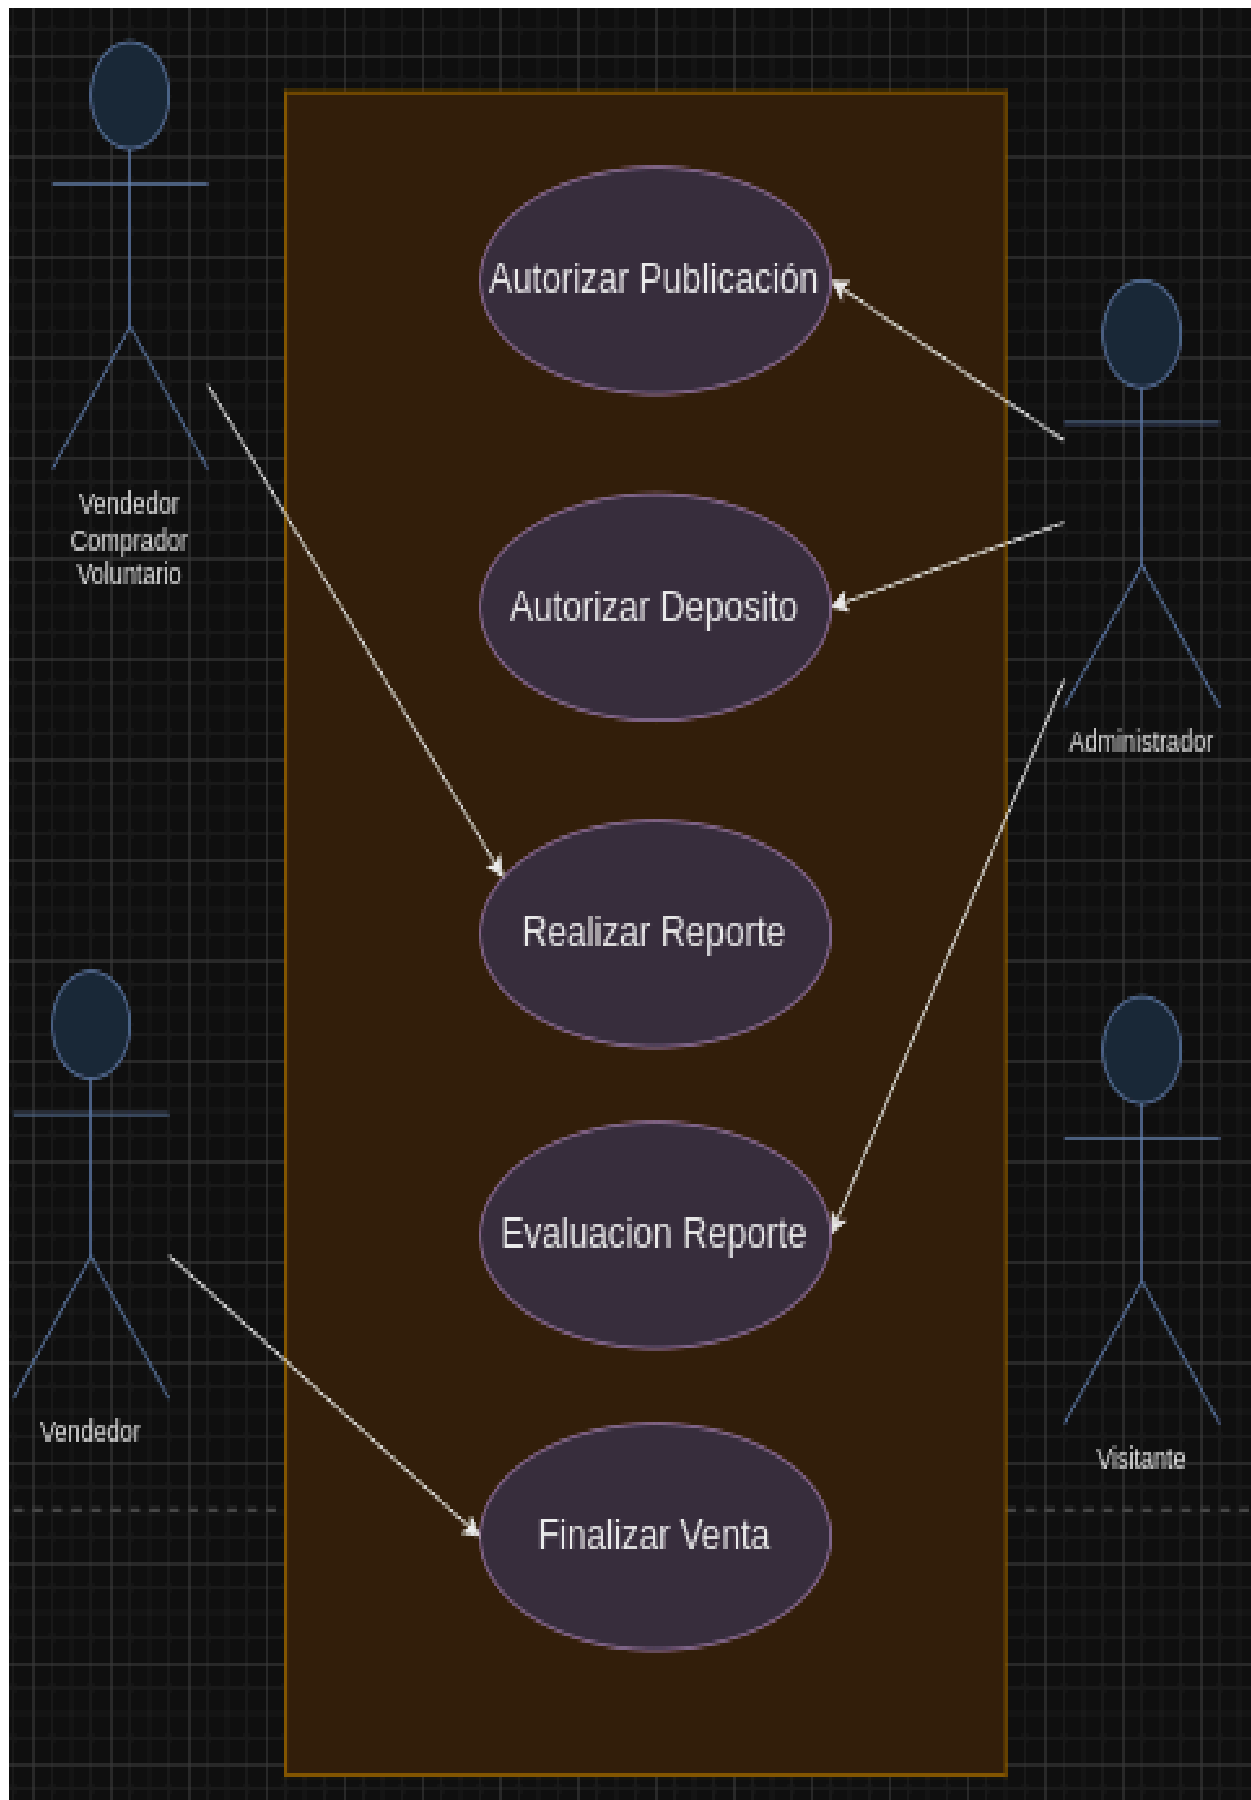 Autorizar Publicación
Vendedor
Comprador
Voluntario
Autorizar Deposito
Administrador
Realizar Reporte
Evaluacion Reporte
Vendedor
Visitante
Finalizar Venta